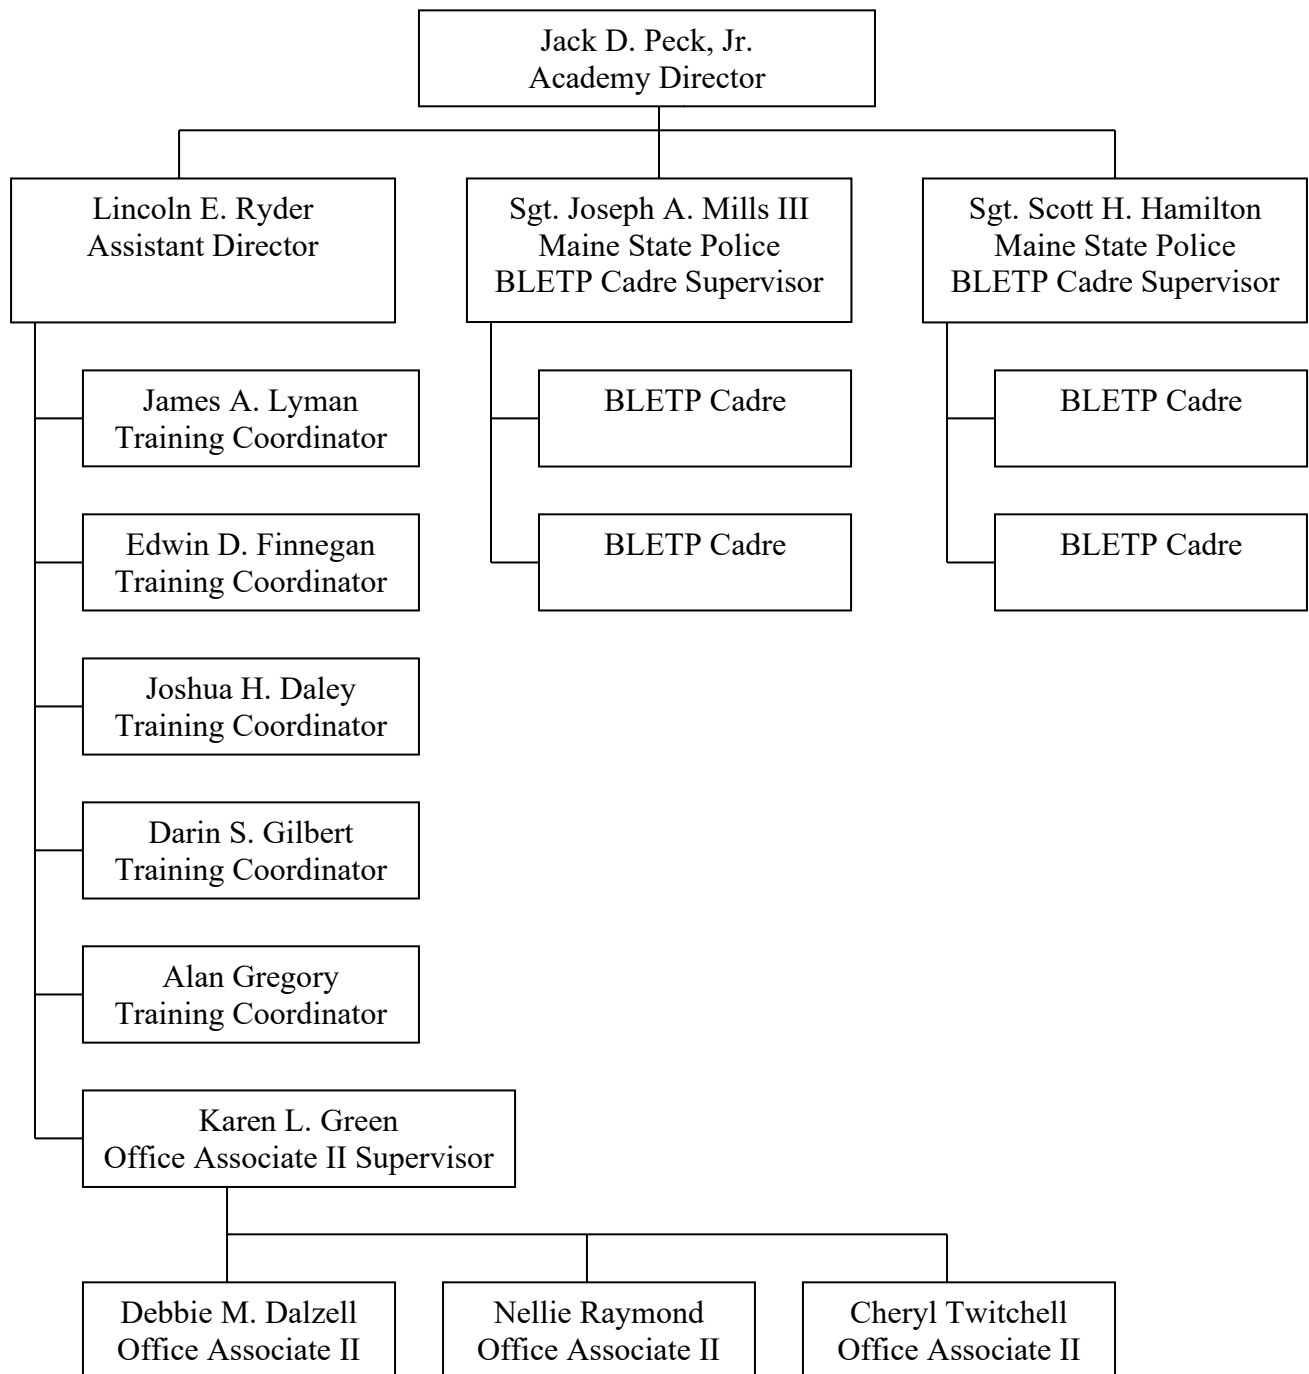 Jack D. Peck, Jr.
Academy Director
Lincoln E. Ryder
Assistant Director
Sgt. Joseph A. Mills III
Maine State Police
BLETP Cadre Supervisor
Sgt. Scott H. Hamilton
Maine State Police
BLETP Cadre Supervisor
James A. Lyman
Training Coordinator
BLETP Cadre
BLETP Cadre
Edwin D. Finnegan
Training Coordinator
BLETP Cadre
BLETP Cadre
Joshua H. Daley
Training Coordinator
Darin S. Gilbert
Training Coordinator
Alan Gregory
Training Coordinator
Karen L. Green
Office Associate II Supervisor
Debbie M. Dalzell
Office Associate II
Nellie Raymond
Office Associate II
Cheryl Twitchell
Office Associate II